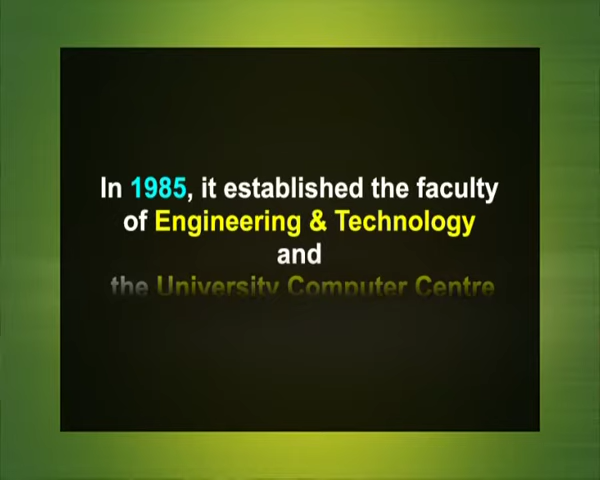 In 1985, it established the faculty
of Engineering & Technology
and
the University Computer Centre